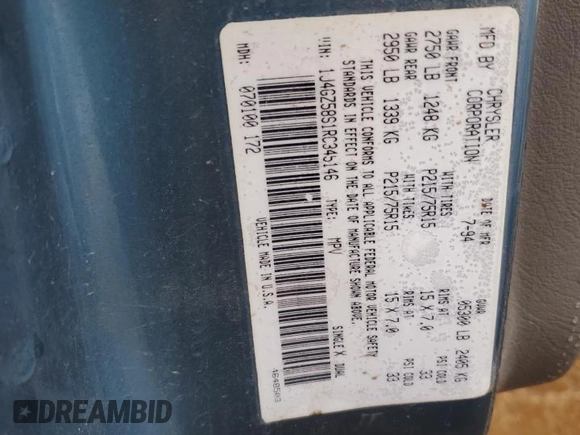 MFD BY CHRYSLER CORPORATION DATE OF MFR 7-94 GVWR 05300 LB 2405 KG
GAWR FRONT WITH TIRES RIMS AT PSI COLD
2750 LB 1248 KG P215/75R15 15 X 7.0 33
GAWR REAR WITH TIRES RIMS AT PSI COLD
2950 LB 1339 KG P215/75R15 15 X 7.0 33
THIS VEHICLE CONFORMS TO ALL APPLICABLE FEDERAL MOTOR VEHICLE SAFETY
STANDARDS IN EFFECT ON THE DATE OF MANUFACTURE SHOWN ABOVE.
VIN: 1J4GZ58S1RC345146 TYPE: MPV SINGLE X DUAL
MDH: 070100 172 VEHICLE MADE IN U.S.A. 4648503
DREAMBID